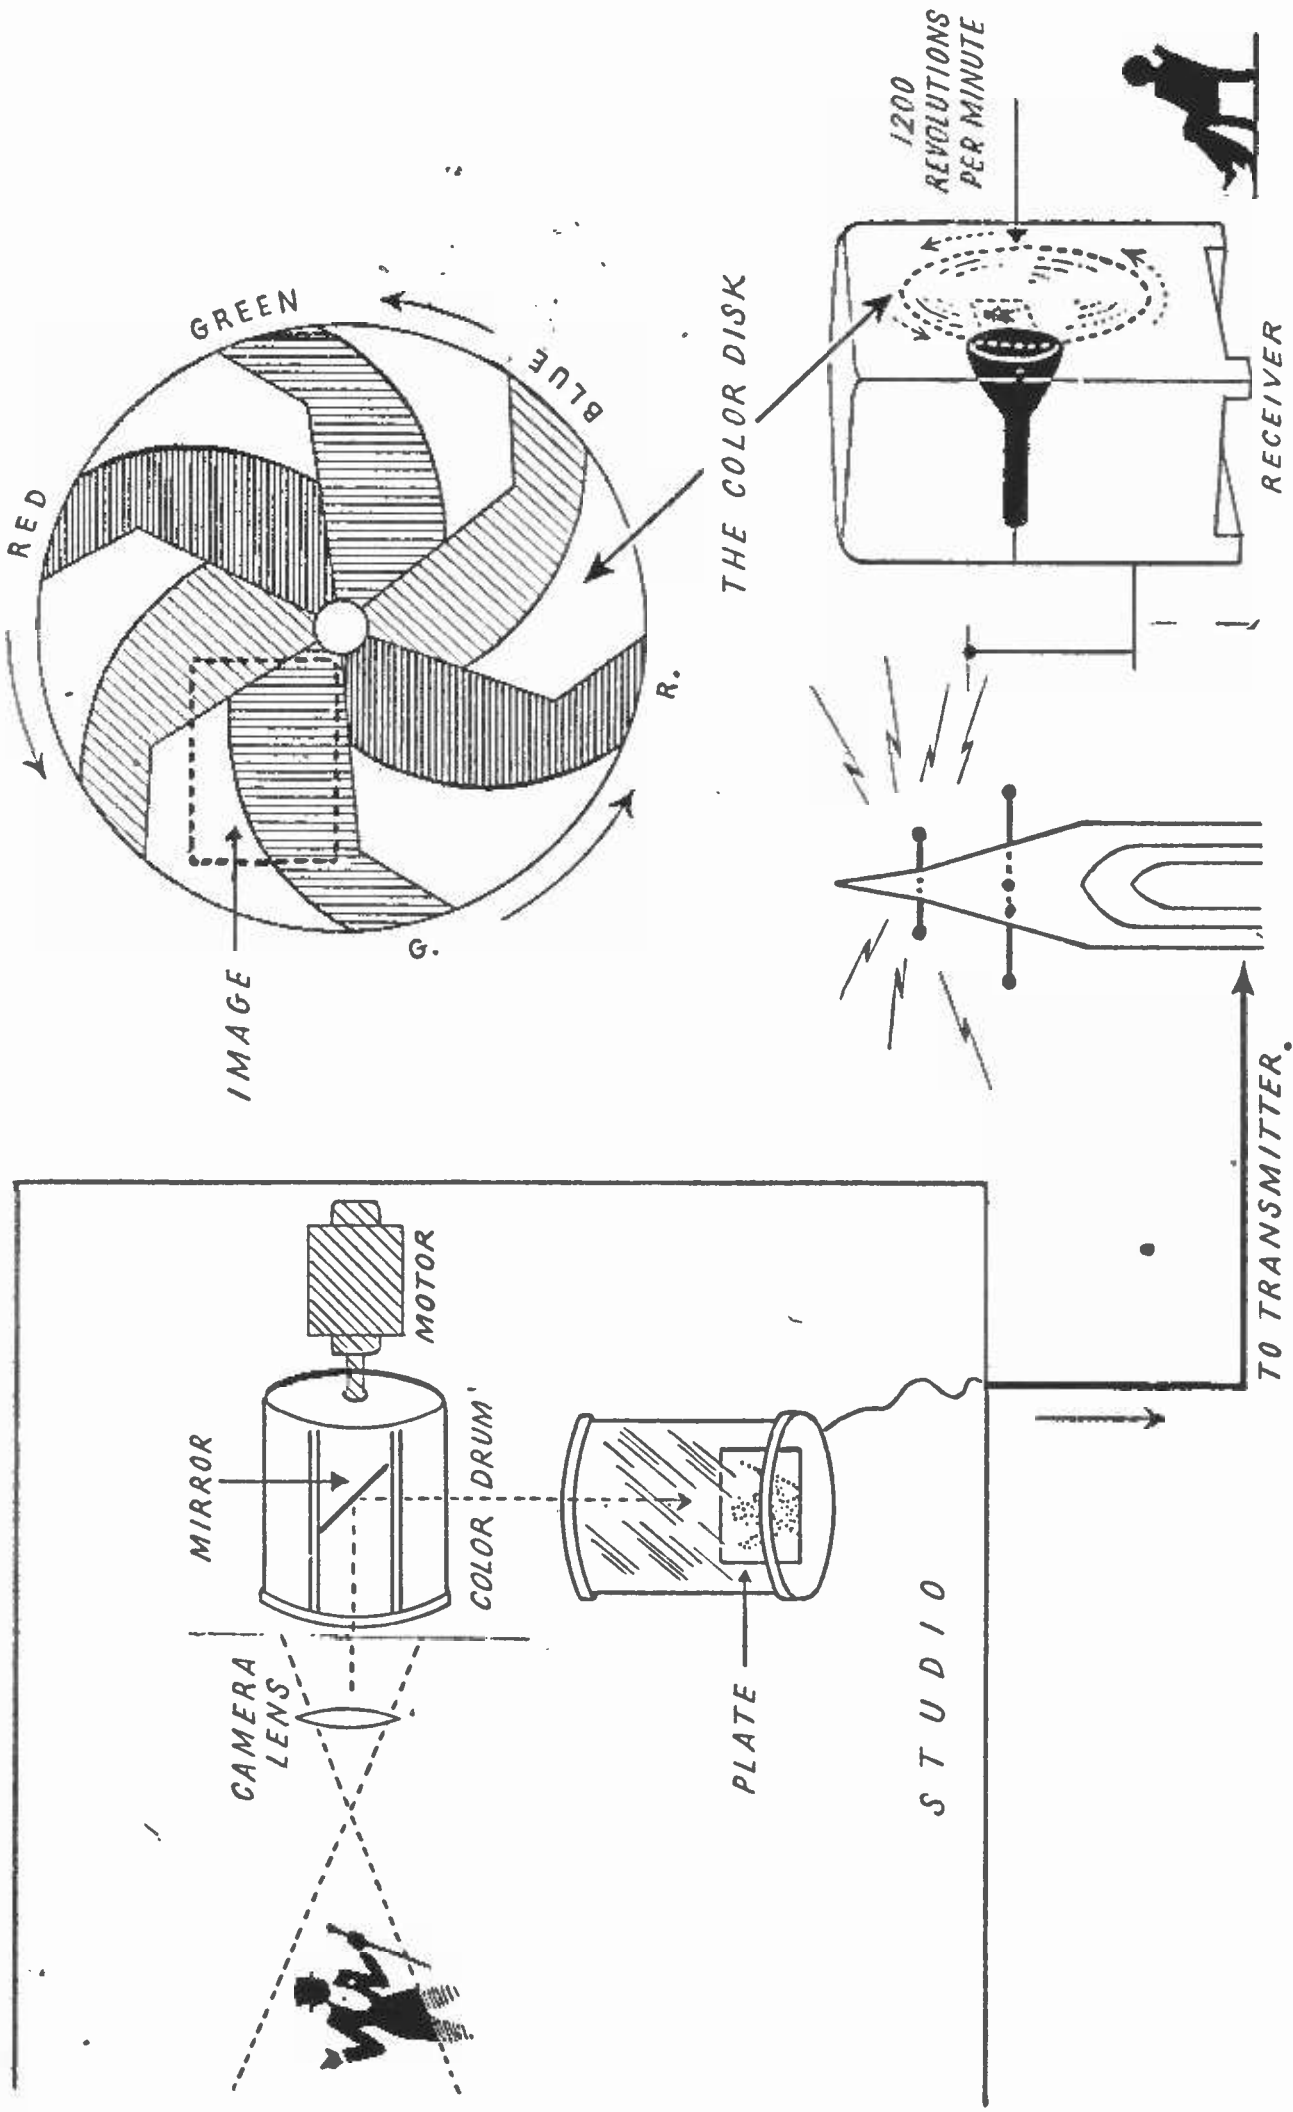 CAMERA
LENS
MIRROR
MOTOR
COLOR DRUM
PLATE
STUDIO
TO TRANSMITTER.
IMAGE
RED
GREEN
BLUE
G.
R.
THE COLOR DISK
1200
REVOLUTIONS
PER MINUTE
RECEIVER